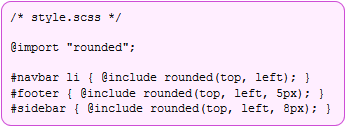 /* style.scss */
@import "rounded";
#navbar li { @include rounded(top, left); }
#footer { @include rounded(top, left, 5px); }
#sidebar { @include rounded(top, left, 8px); }